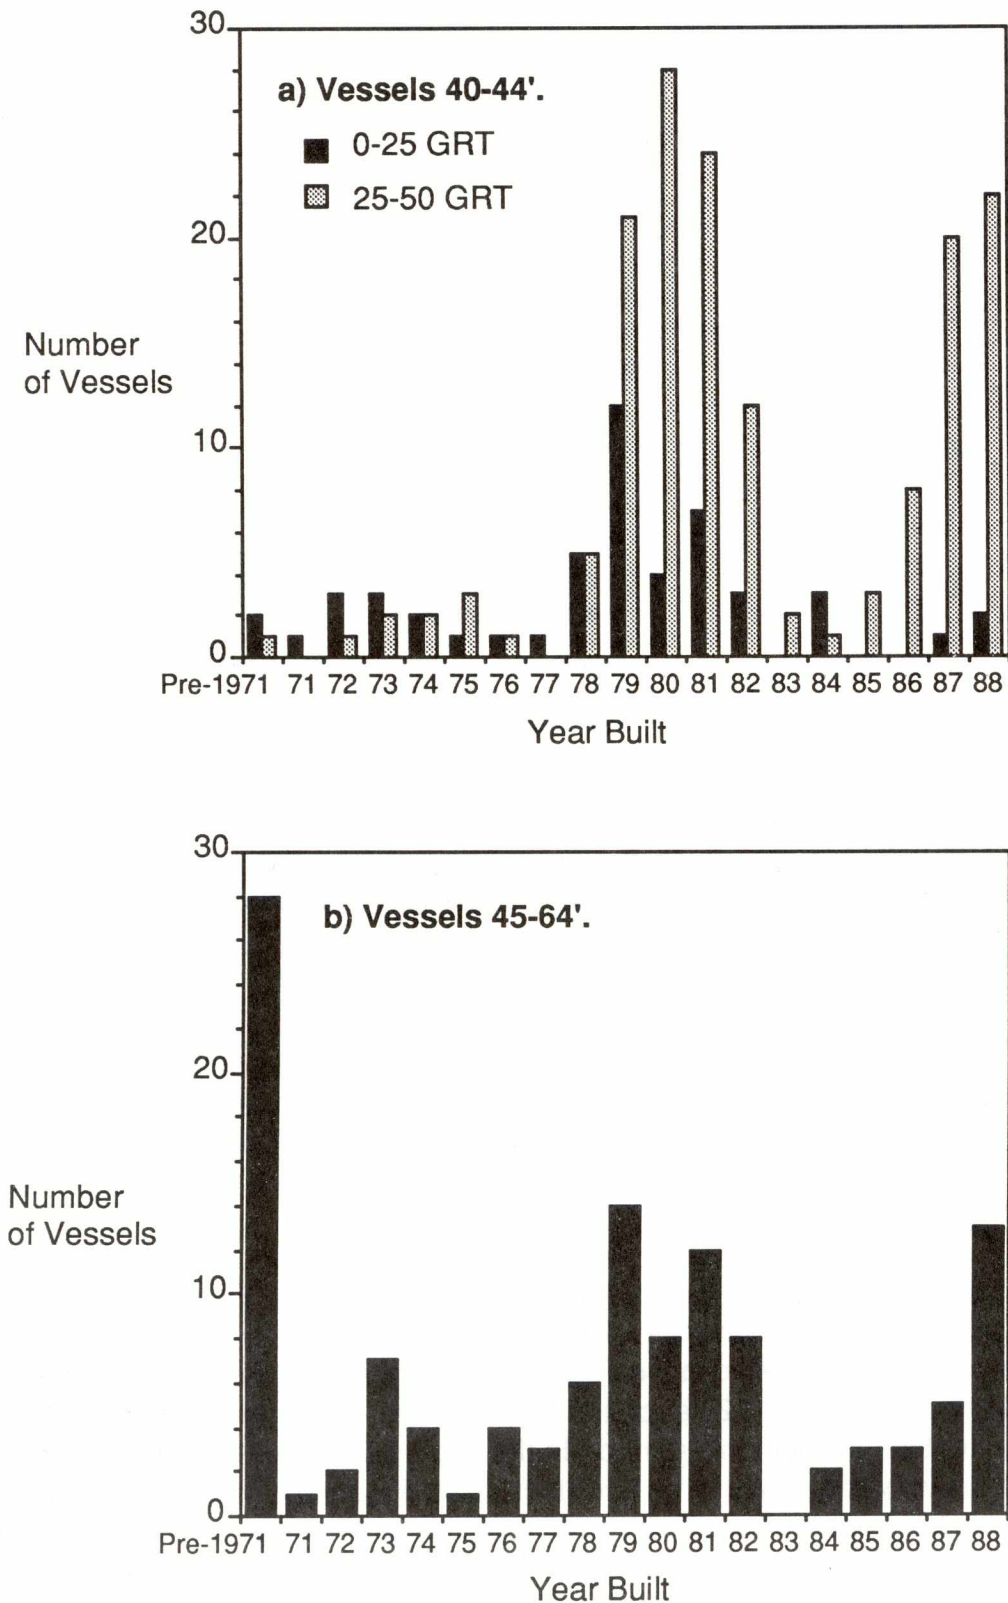 30
a) Vessels 40-44'.
0-25 GRT
25-50 GRT
20
Number
of Vessels
10
0
Pre-1971 71 72 73 74 75 76 77 78 79 80 81 82 83 84 85 86 87 88
Year Built
30
b) Vessels 45-64'.
20
Number
of Vessels
10
0
Pre-1971 71 72 73 74 75 76 77 78 79 80 81 82 83 84 85 86 87 88
Year Built